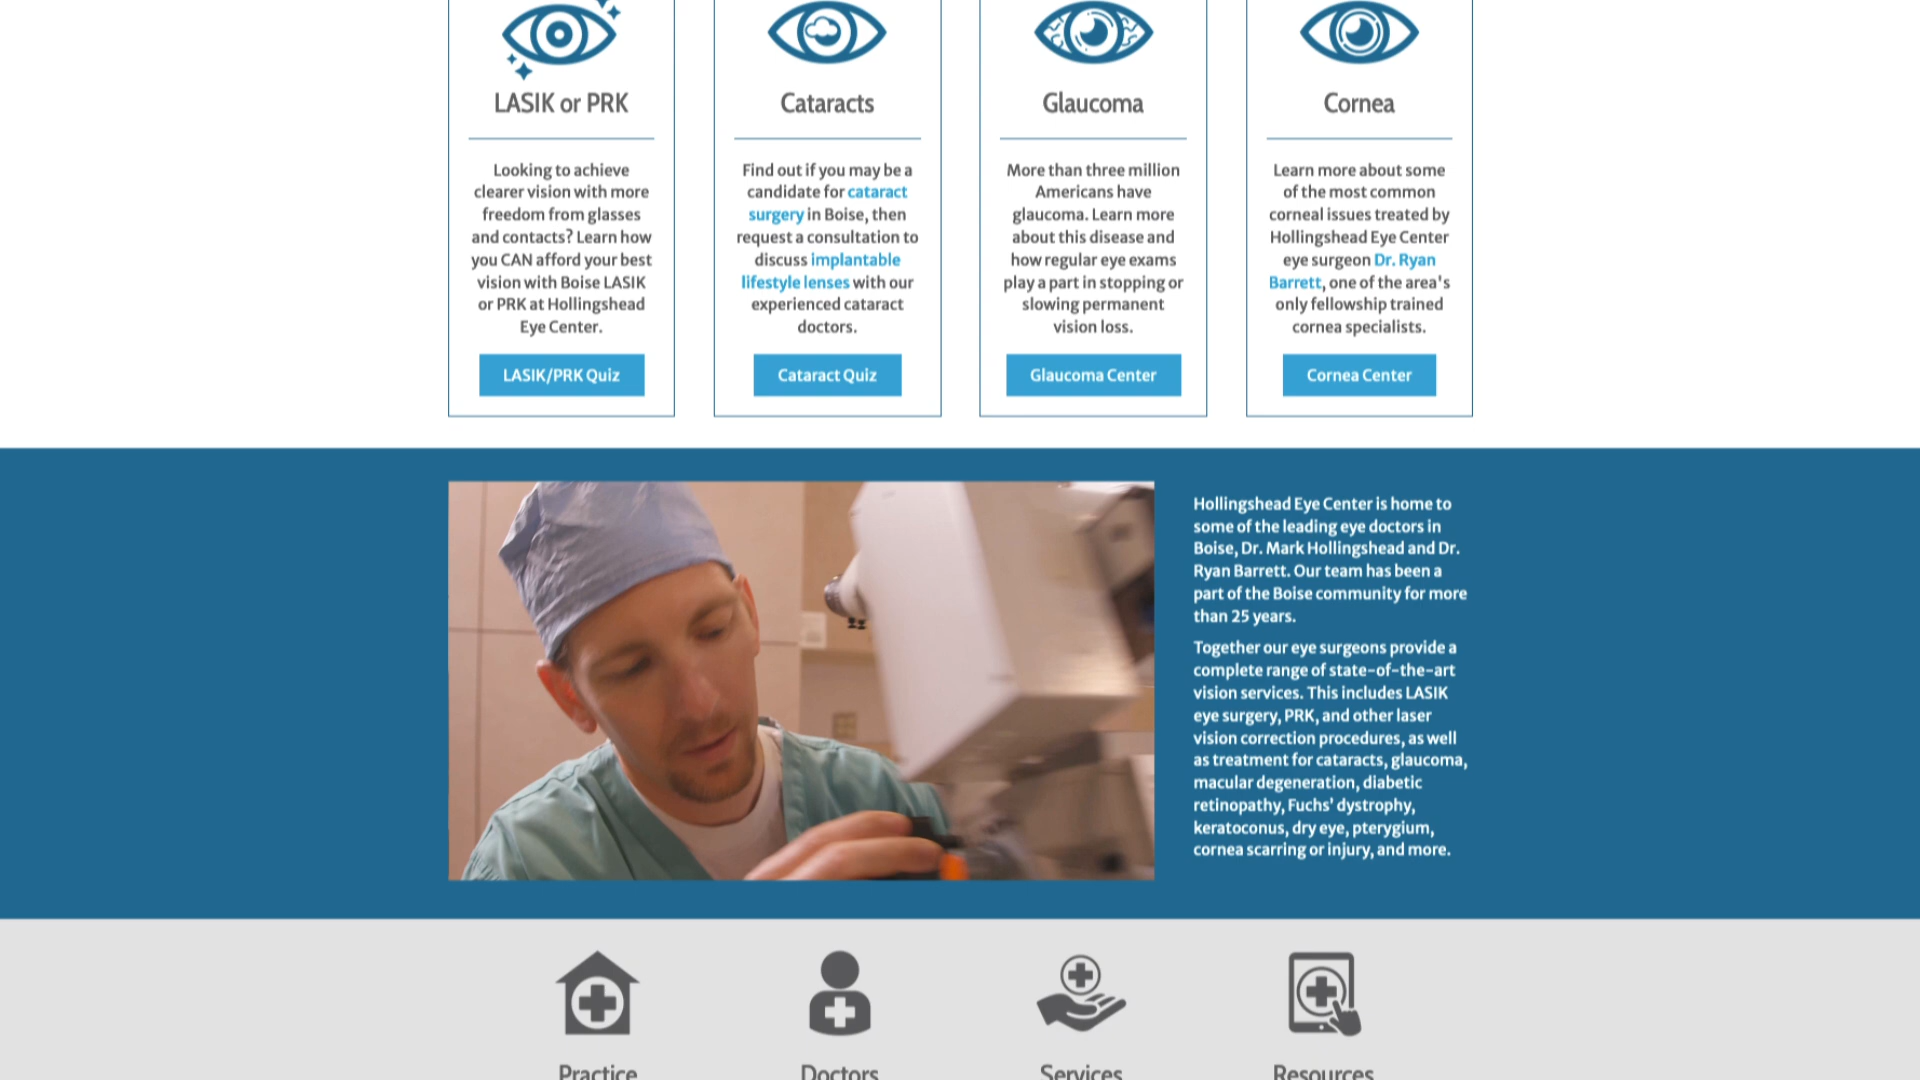 LASIK or PRK
Looking to achieve
clearer vision with more
freedom from glasses
and contacts? Learn how
you CAN afford your best
vision with Boise LASIK
or PRK at Hollingshead
Eye Center.
LASIK/PRK Quiz
Cataracts
Find out if you may be a
candidate for cataract
surgery in Boise, then
request a consultation to
discuss implantable
lifestyle lenses with our
experienced cataract
doctors.
Cataract Quiz
Glaucoma
More than three million
Americans have
glaucoma. Learn more
about this disease and
how regular eye exams
play a part in stopping or
slowing permanent
vision loss.
Glaucoma Center
Cornea
Learn more about some
of the most common
corneal issues treated by
Hollingshead Eye Center
eye surgeon Dr. Ryan
Barrett, one of the area's
only fellowship trained
cornea specialists.
Cornea Center
Hollingshead Eye Center is home to
some of the leading eye doctors in
Boise, Dr. Mark Hollingshead and Dr.
Ryan Barrett. Our team has been a
part of the Boise community for more
than 25 years.
Together our eye surgeons provide a
complete range of state-of-the-art
vision services. This includes LASIK
eye surgery, PRK, and other laser
vision correction procedures, as well
as treatment for cataracts, glaucoma,
macular degeneration, diabetic
retinopathy, Fuchs' dystrophy,
keratoconus, dry eye, pterygium,
cornea scarring or injury, and more.
Practice
Doctors
Services
Resources